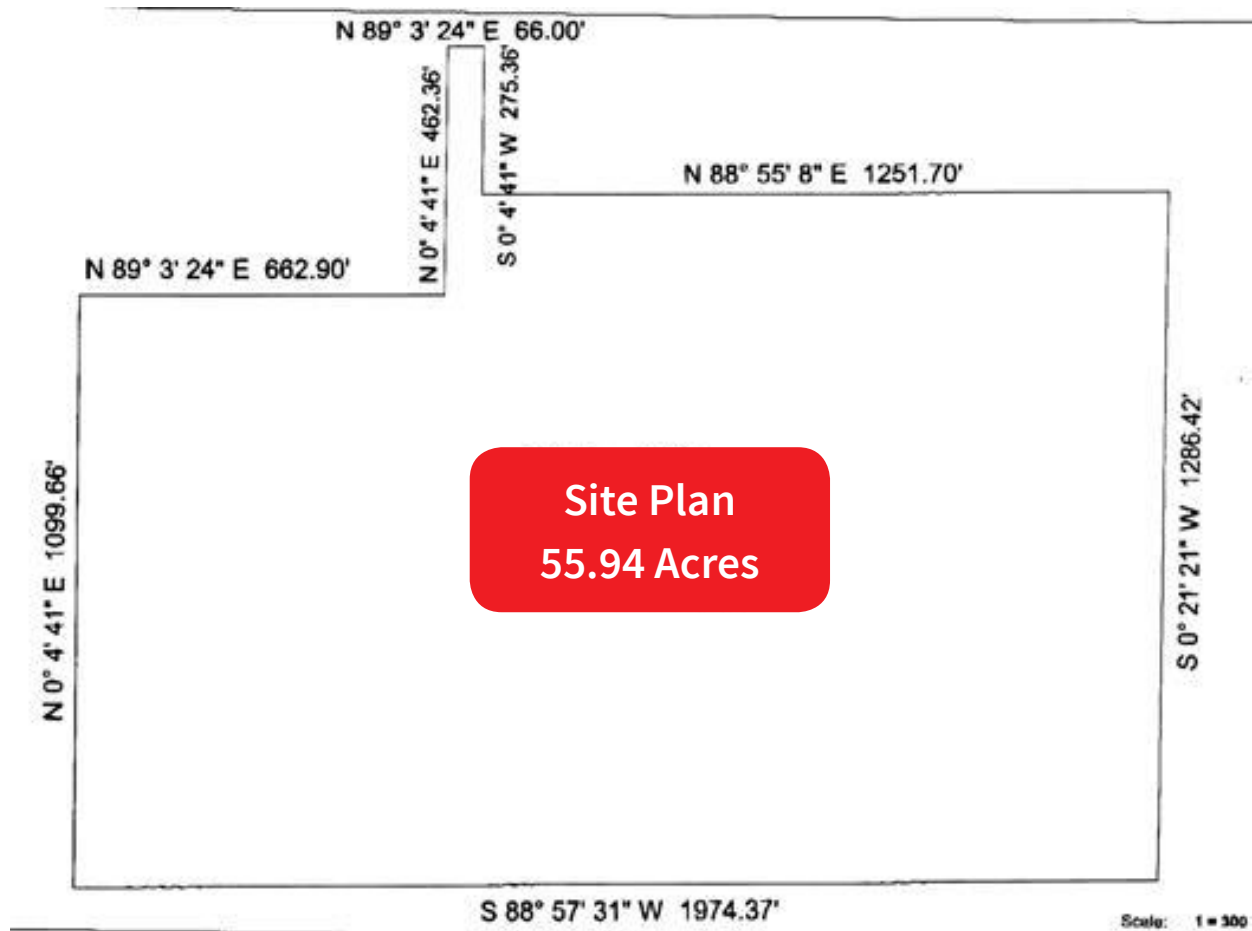 N 89° 3' 24" E 66.00'
N 0° 4' 41" E 462.36'
S 0° 4' 41" W 275.36'
N 88° 55' 8" E 1251.70'
N 89° 3' 24" E 662.90'
N 0° 4' 41" E 1099.66'
Site Plan
55.94 Acres
S 0° 21' 21" W 1286.42'
S 88° 57' 31" W 1974.37'
Scale: 1 = 300